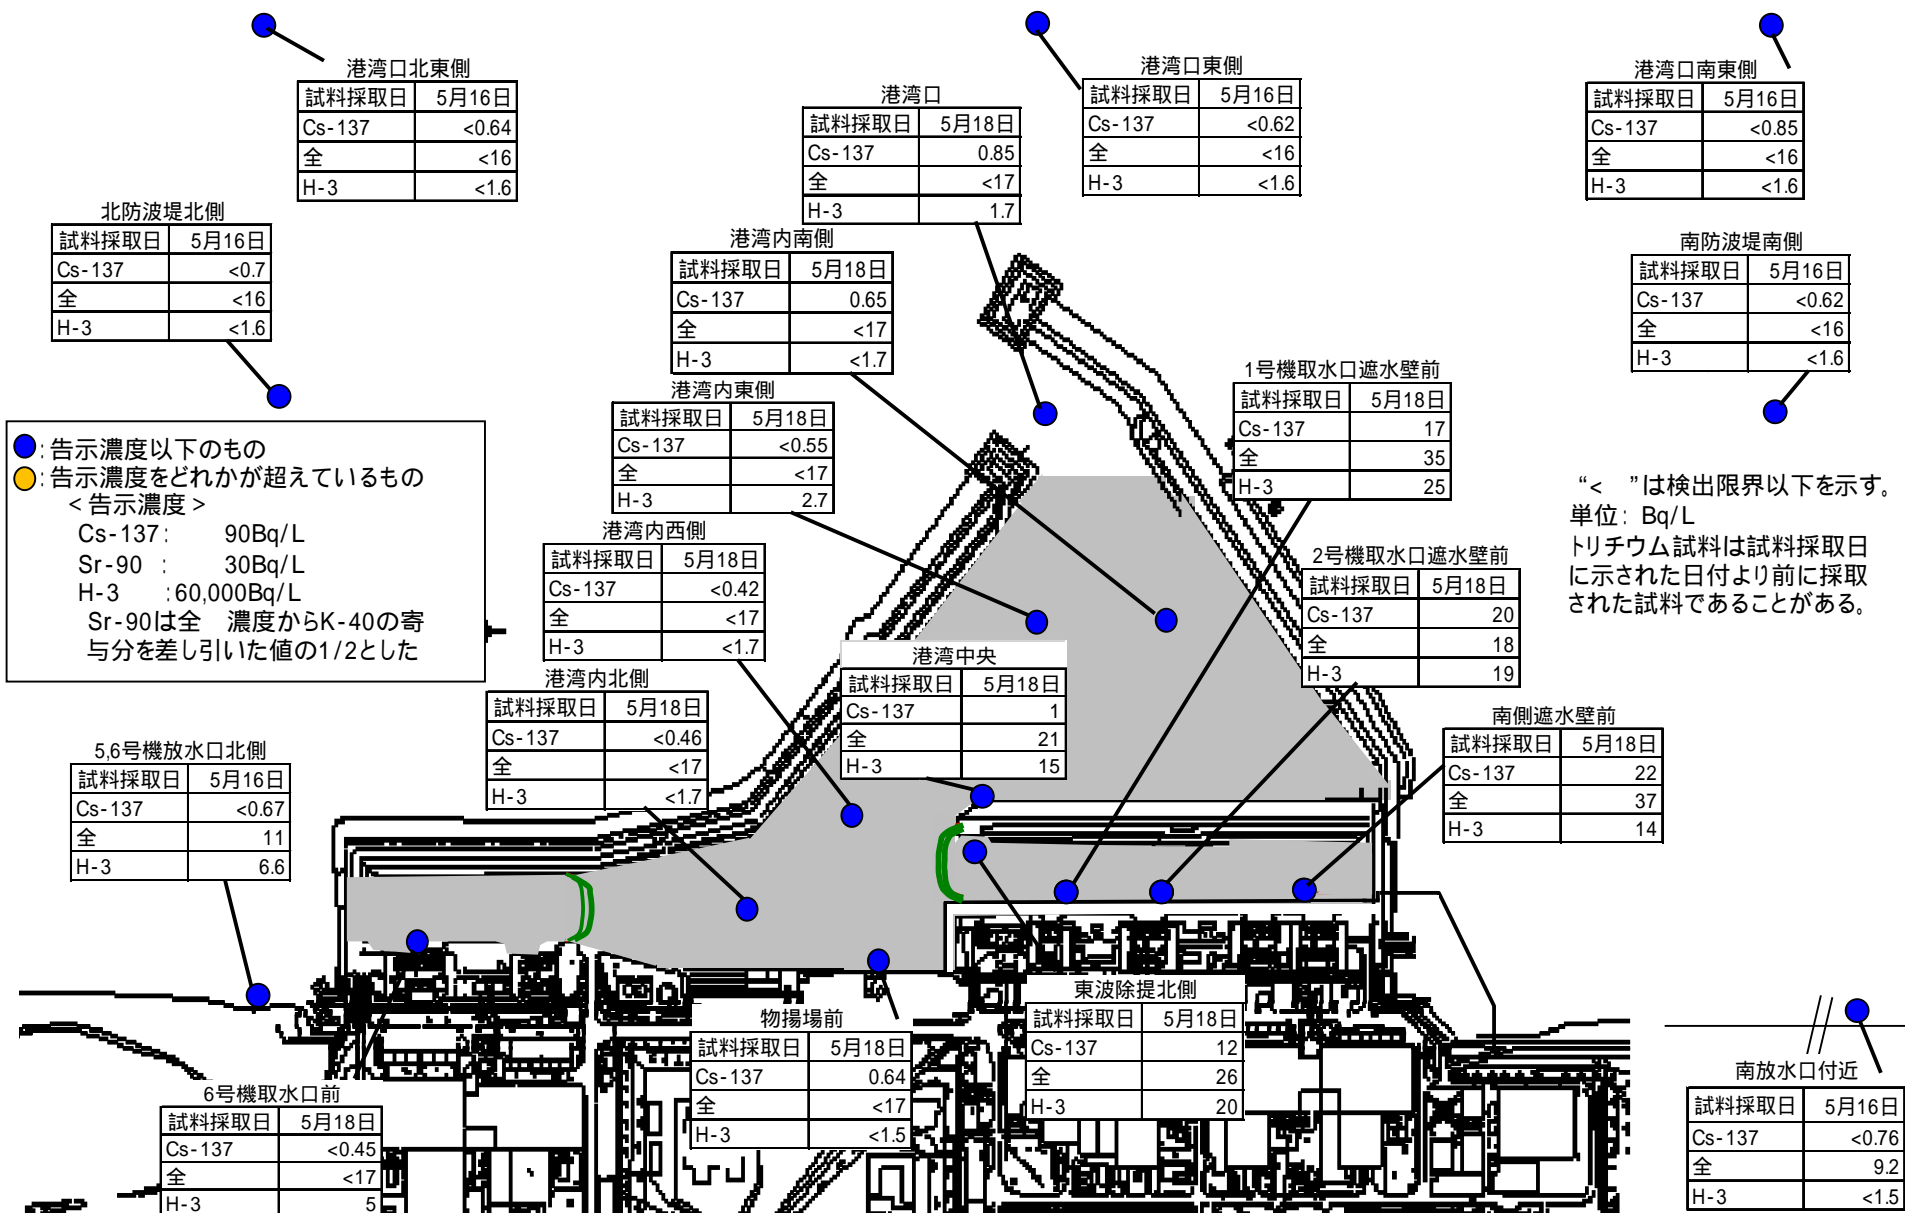 港湾口北東側
試料採取日 5月16日
Cs-137 <0.64
全 <16
H-3 <1.6
港湾口東側
試料採取日 5月16日
Cs-137 <0.62
全 <16
H-3 <1.6
港湾口南東側
試料採取日 5月16日
Cs-137 <0.85
全 <16
H-3 <1.6
港湾口
試料採取日 5月18日
Cs-137 0.85
全 <17
H-3 1.7
北防波堤北側
試料採取日 5月16日
Cs-137 <0.7
全 <16
H-3 <1.6
港湾内南側
試料採取日 5月18日
Cs-137 0.65
全 <17
H-3 <1.7
南防波堤南側
試料採取日 5月16日
Cs-137 <0.62
全 <16
H-3 <1.6
港湾内東側
試料採取日 5月18日
Cs-137 <0.55
全 <17
H-3 2.7
1号機取水口遮水壁前
試料採取日 5月18日
Cs-137 17
全 35
H-3 25
:告示濃度以下のもの
:告示濃度をどれかが超えているもの
<告示濃度>
Cs-137: 90Bq/L
Sr-90 : 30Bq/L
H-3 :60,000Bq/L
Sr-90は全 濃度からK-40の寄
与分を差し引いた値の1/2とした
“< ”は検出限界以下を示す。
単位: Bq/L
トリチウム試料は試料採取日
に示された日付より前に採取
された試料であることがある。
港湾内西側
試料採取日 5月18日
Cs-137 <0.42
全 <17
H-3 <1.7
2号機取水口遮水壁前
試料採取日 5月18日
Cs-137 20
全 18
H-3 19
港湾中央
試料採取日 5月18日
Cs-137 1
全 21
H-3 15
港湾内北側
試料採取日 5月18日
Cs-137 <0.46
全 <17
H-3 <1.7
南側遮水壁前
試料採取日 5月18日
Cs-137 22
全 37
H-3 14
5,6号機放水口北側
試料採取日 5月16日
Cs-137 <0.67
全 11
H-3 6.6
東波除堤北側
試料採取日 5月18日
Cs-137 12
全 26
H-3 20
物揚場前
試料採取日 5月18日
Cs-137 0.64
全 <17
H-3 <1.5
6号機取水口前
試料採取日 5月18日
Cs-137 <0.45
全 <17
H-3 5
南放水口付近
試料採取日 5月16日
Cs-137 <0.76
全 9.2
H-3 <1.5